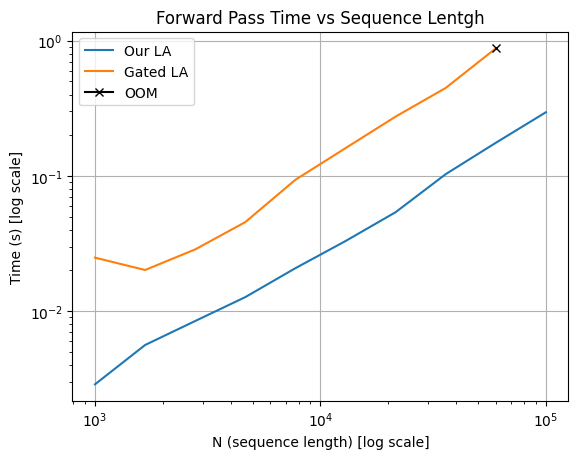 Forward Pass Time vs Sequence Lentgh
Our LA
Gated LA
OOM
Time (s) [log scale]
10⁰
10⁻¹
10⁻²
10³
10⁴
10⁵
N (sequence length) [log scale]